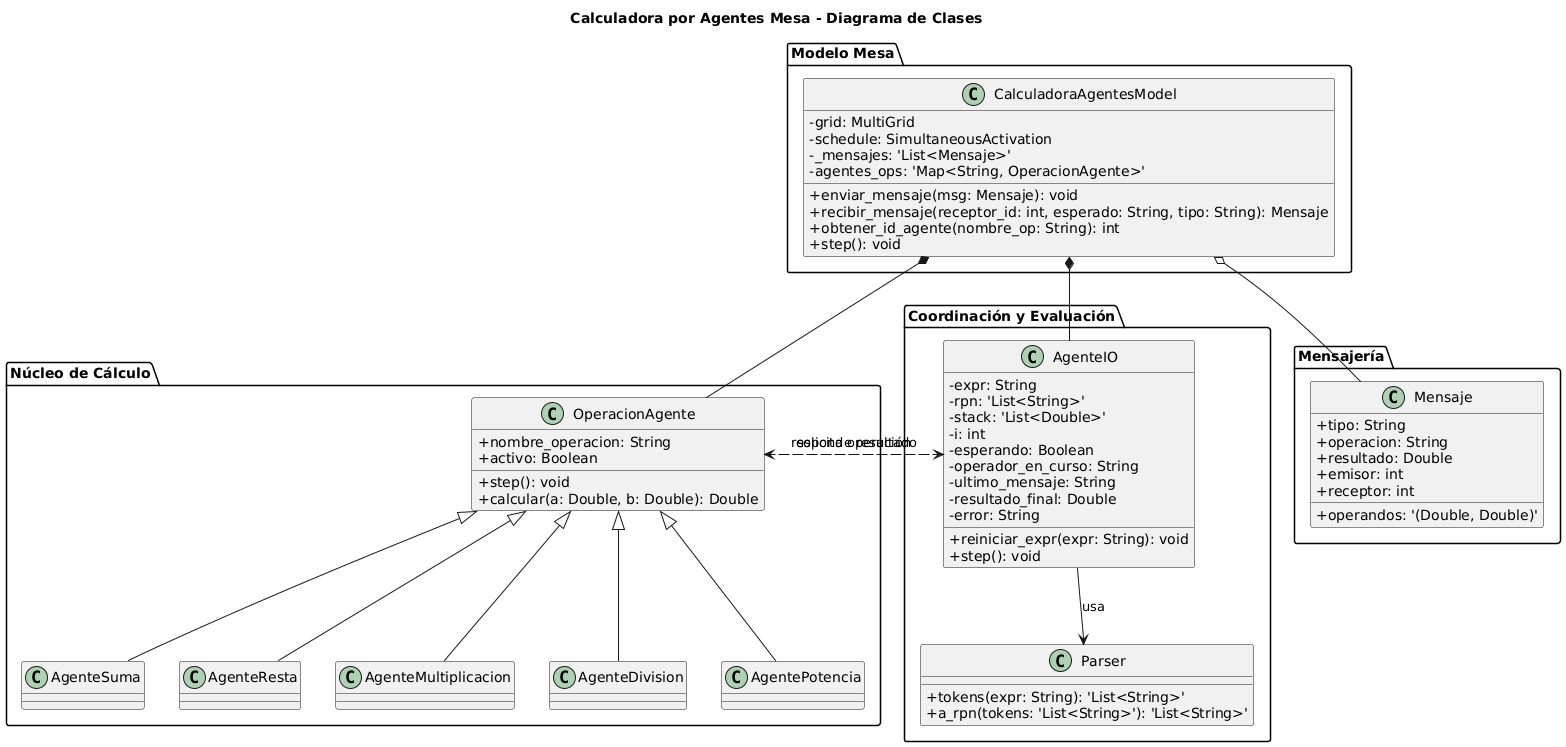 Calculadora por Agentes Mesa - Diagrama de Clases
Modelo Mesa
C CalculadoraAgentesModel
-grid: MultiGrid
-schedule: SimultaneousActivation
-_mensajes: 'List<Mensaje>'
-agentes_ops: 'Map<String, OperacionAgente>'
+enviar_mensaje(msg: Mensaje): void
+recibir_mensaje(receptor_id: int, esperado: String, tipo: String): Mensaje
+obtener_id_agente(nombre_op: String): int
+step(): void
Núcleo de Cálculo
C OperacionAgente
+nombre_operacion: String
+activo: Boolean
+step(): void
+calcular(a: Double, b: Double): Double
C AgenteSuma
C AgenteResta
C AgenteMultiplicacion
C AgenteDivision
C AgentePotencia
Coordinación y Evaluación
C AgenteIO
-expr: String
-rpn: 'List<String>'
-stack: 'List<Double>'
-i: int
-esperando: Boolean
-operador_en_curso: String
-ultimo_mensaje: String
-resultado_final: Double
-error: String
+reiniciar_expr(expr: String): void
+step(): void
usa
C Parser
+tokens(expr: String): 'List<String>'
+a_rpn(tokens: 'List<String>'): 'List<String>'
Mensajería
C Mensaje
+tipo: String
+operacion: String
+resultado: Double
+emisor: int
+receptor: int
+operandos: '(Double, Double)'